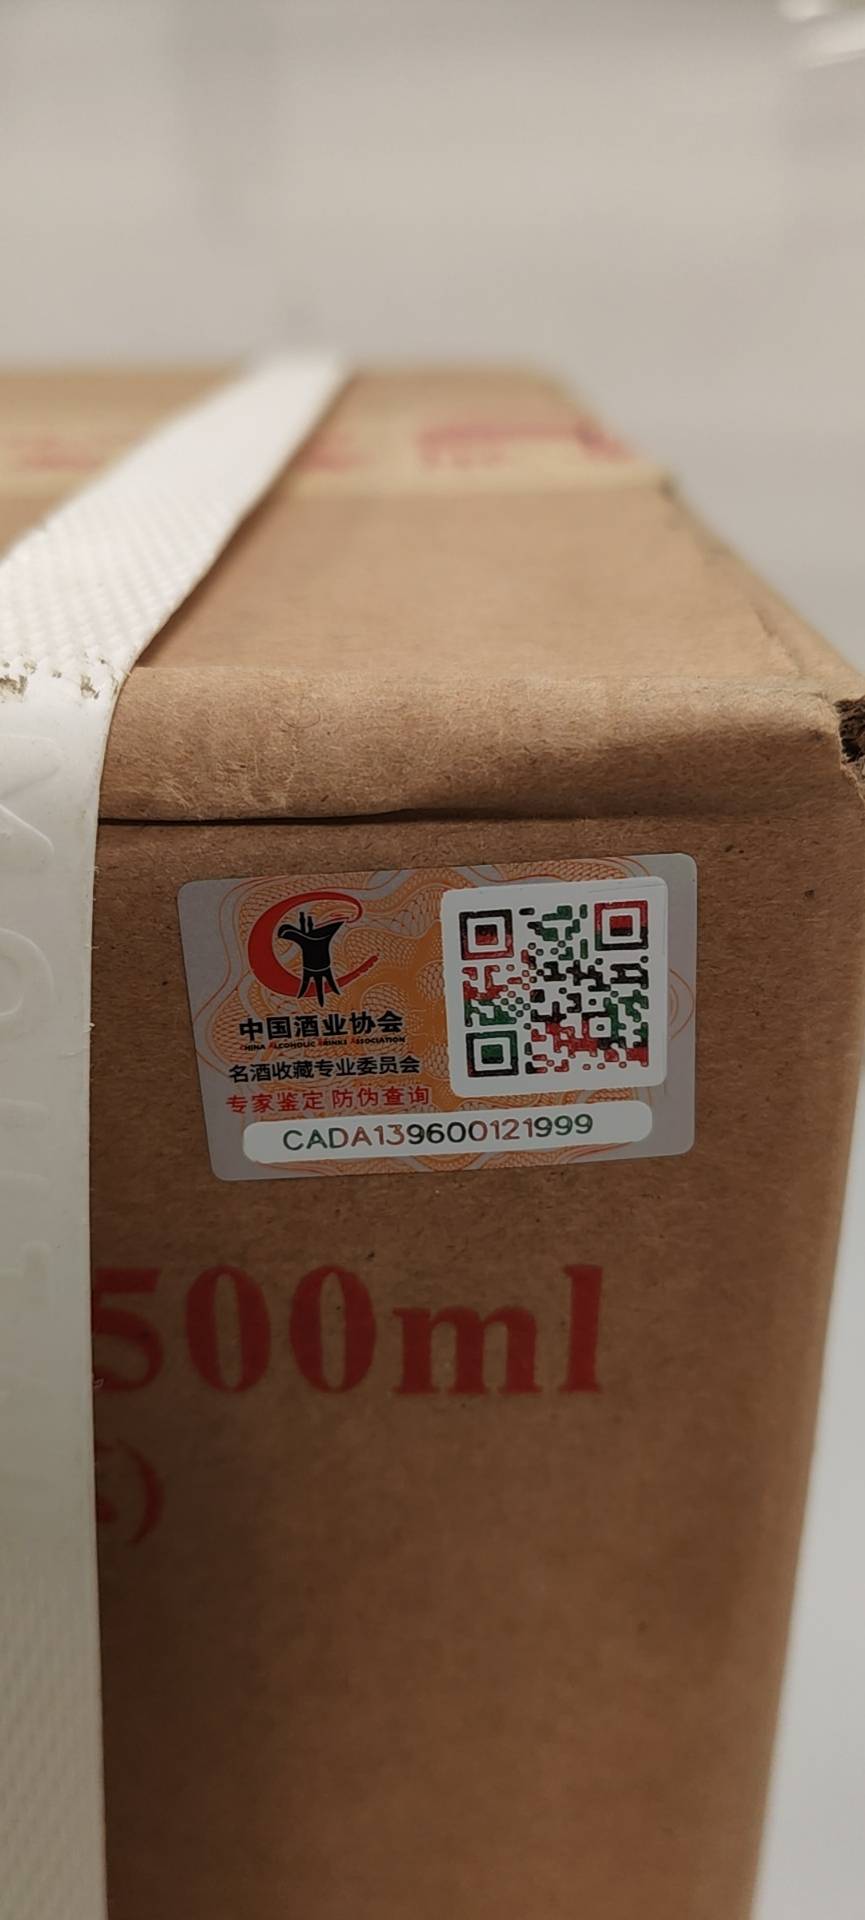 中国酒业协会
CHINA ALCOHOLIC DRINKS ASSOCIATION
名酒收藏专业委员会
专家鉴定 防伪查询
CADA139600121999
500ml